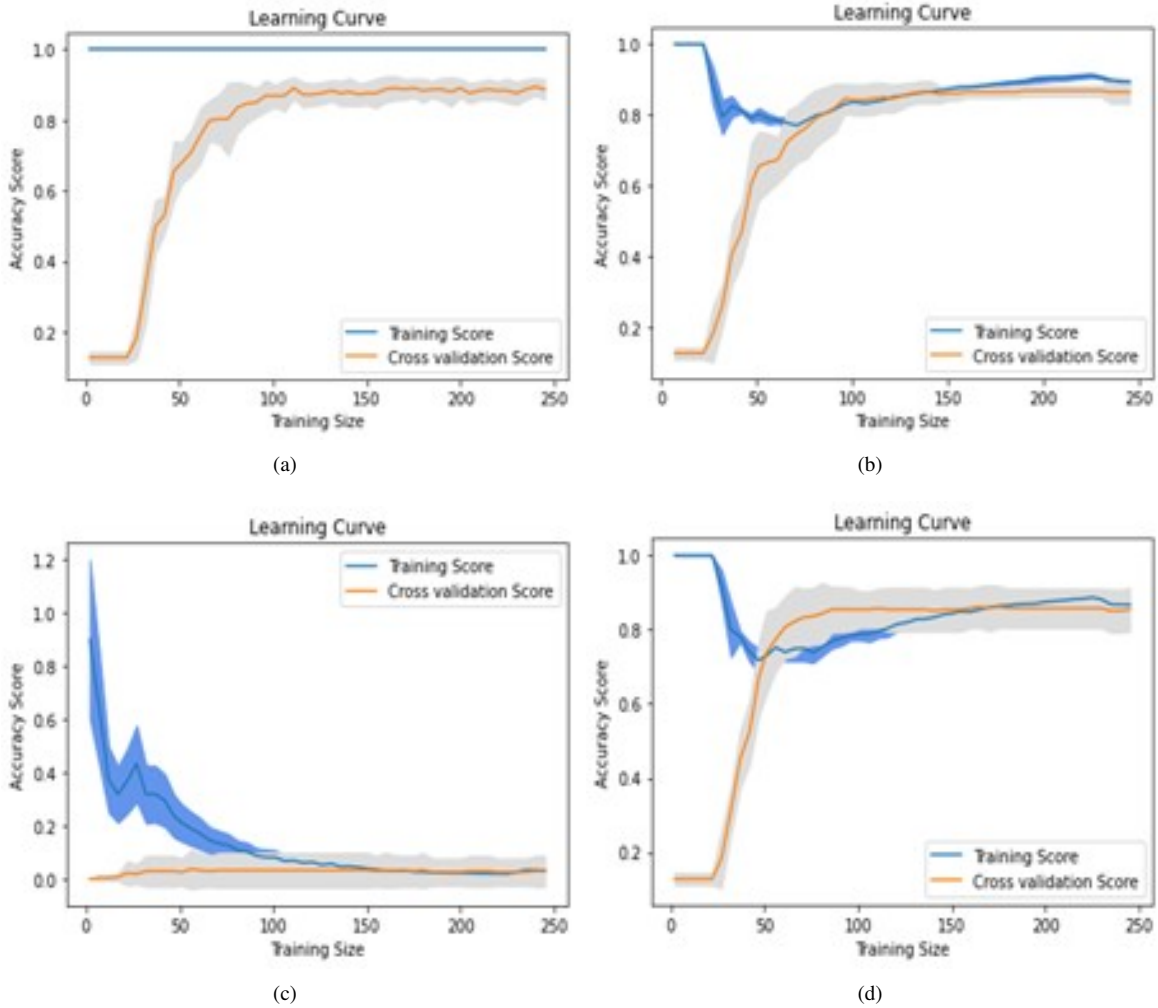 Learning Curve
1.0
0.8
0.6
0.4
0.2
Accuracy Score
Training Score
Cross validation Score
0 50 100 150 200 250
Training Size
(a)
Learning Curve
1.0
0.8
0.6
0.4
0.2
Accuracy Score
Training Score
Cross validation Score
0 50 100 150 200 250
Training Size
(b)
Learning Curve
1.2
1.0
0.8
0.6
0.4
0.2
0.0
Accuracy Score
Training Score
Cross validation Score
0 50 100 150 200 250
Training Size
(c)
Learning Curve
1.0
0.8
0.6
0.4
0.2
Accuracy Score
Training Score
Cross validation Score
0 50 100 150 200 250
Training Size
(d)